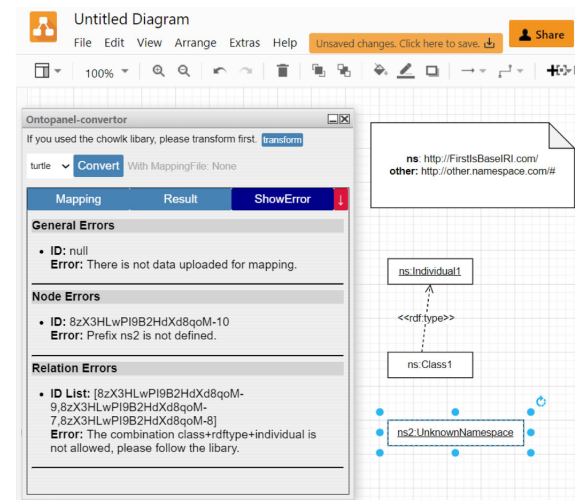 Untitled Diagram
File Edit View Arrange Extras Help Unsaved changes. Click here to save. Share
100%
Ontopanel-convertor
If you used the chowlk libary, please transform first. transform
turtle Convert With MappingFile: None
Mapping Result ShowError ↓
General Errors
• ID: null
Error: There is not data uploaded for mapping.
Node Errors
• ID: 8zX3HLwPI9B2HdXd8qoM-10
Error: Prefix ns2 is not defined.
Relation Errors
• ID List: [8zX3HLwPI9B2HdXd8qoM-
9,8zX3HLwPI9B2HdXd8qoM-
7,8zX3HLwPI9B2HdXd8qoM-8]
Error: The combination class+rdftype+individual is
not allowed, please follow the libary.
ns: http://FirstIsBaseIRI.com/
other: http://other.namespace.com/#
ns:Individual1
<<rdf:type>>
ns:Class1
ns2:UnknownNamespace